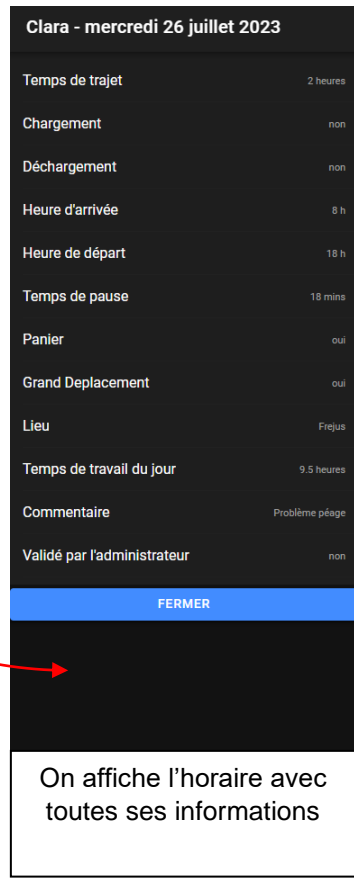 Clara - mercredi 26 juillet 2023
Temps de trajet 2 heures
Chargement non
Déchargement non
Heure d'arrivée 8 h
Heure de départ 18 h
Temps de pause 18 mins
Panier oui
Grand Deplacement oui
Lieu Frejus
Temps de travail du jour 9.5 heures
Commentaire Problème péage
Validé par l'administrateur non
FERMER
On affiche l’horaire avec
toutes ses informations